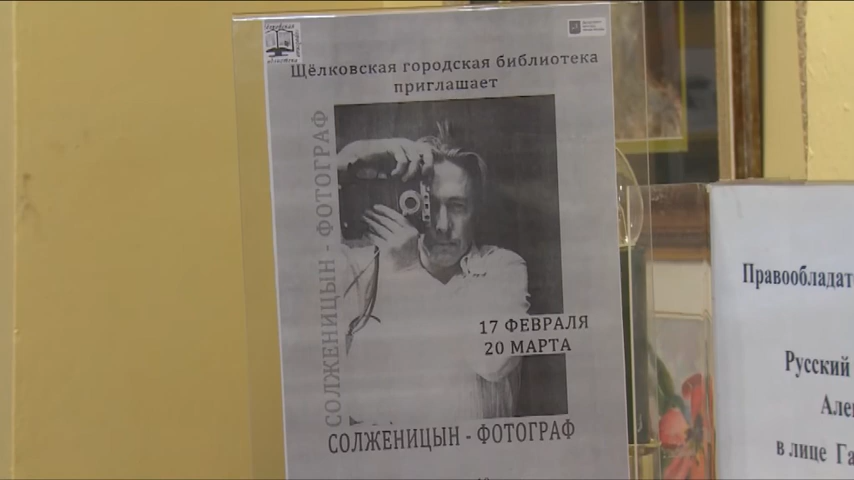 Щёлковская городская библиотека
приглашает
СОЛЖЕНИЦЫН - ФОТОГРАФ
17 ФЕВРАЛЯ
20 МАРТА
СОЛЖЕНИЦЫН - ФОТОГРАФ
Правообладат
Русский
Але
в лице Га